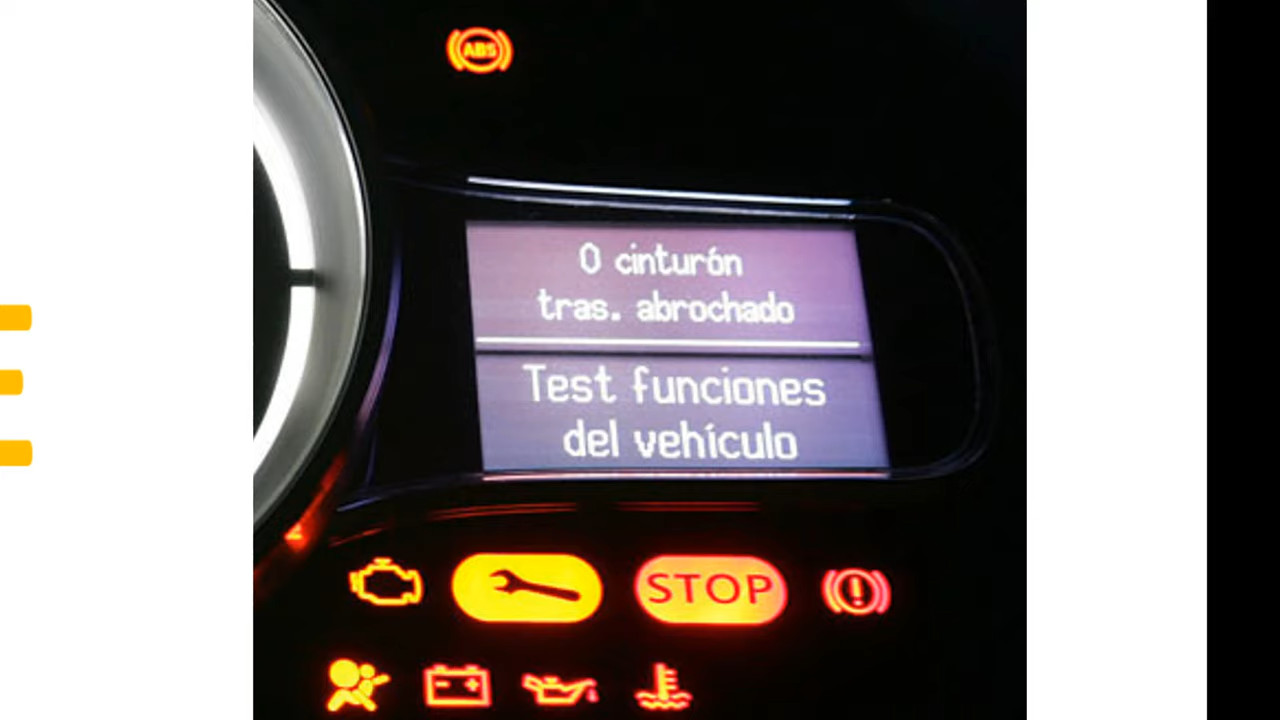 ABS
0 cinturón
tras. abrochado
Test funciones
del vehículo
STOP